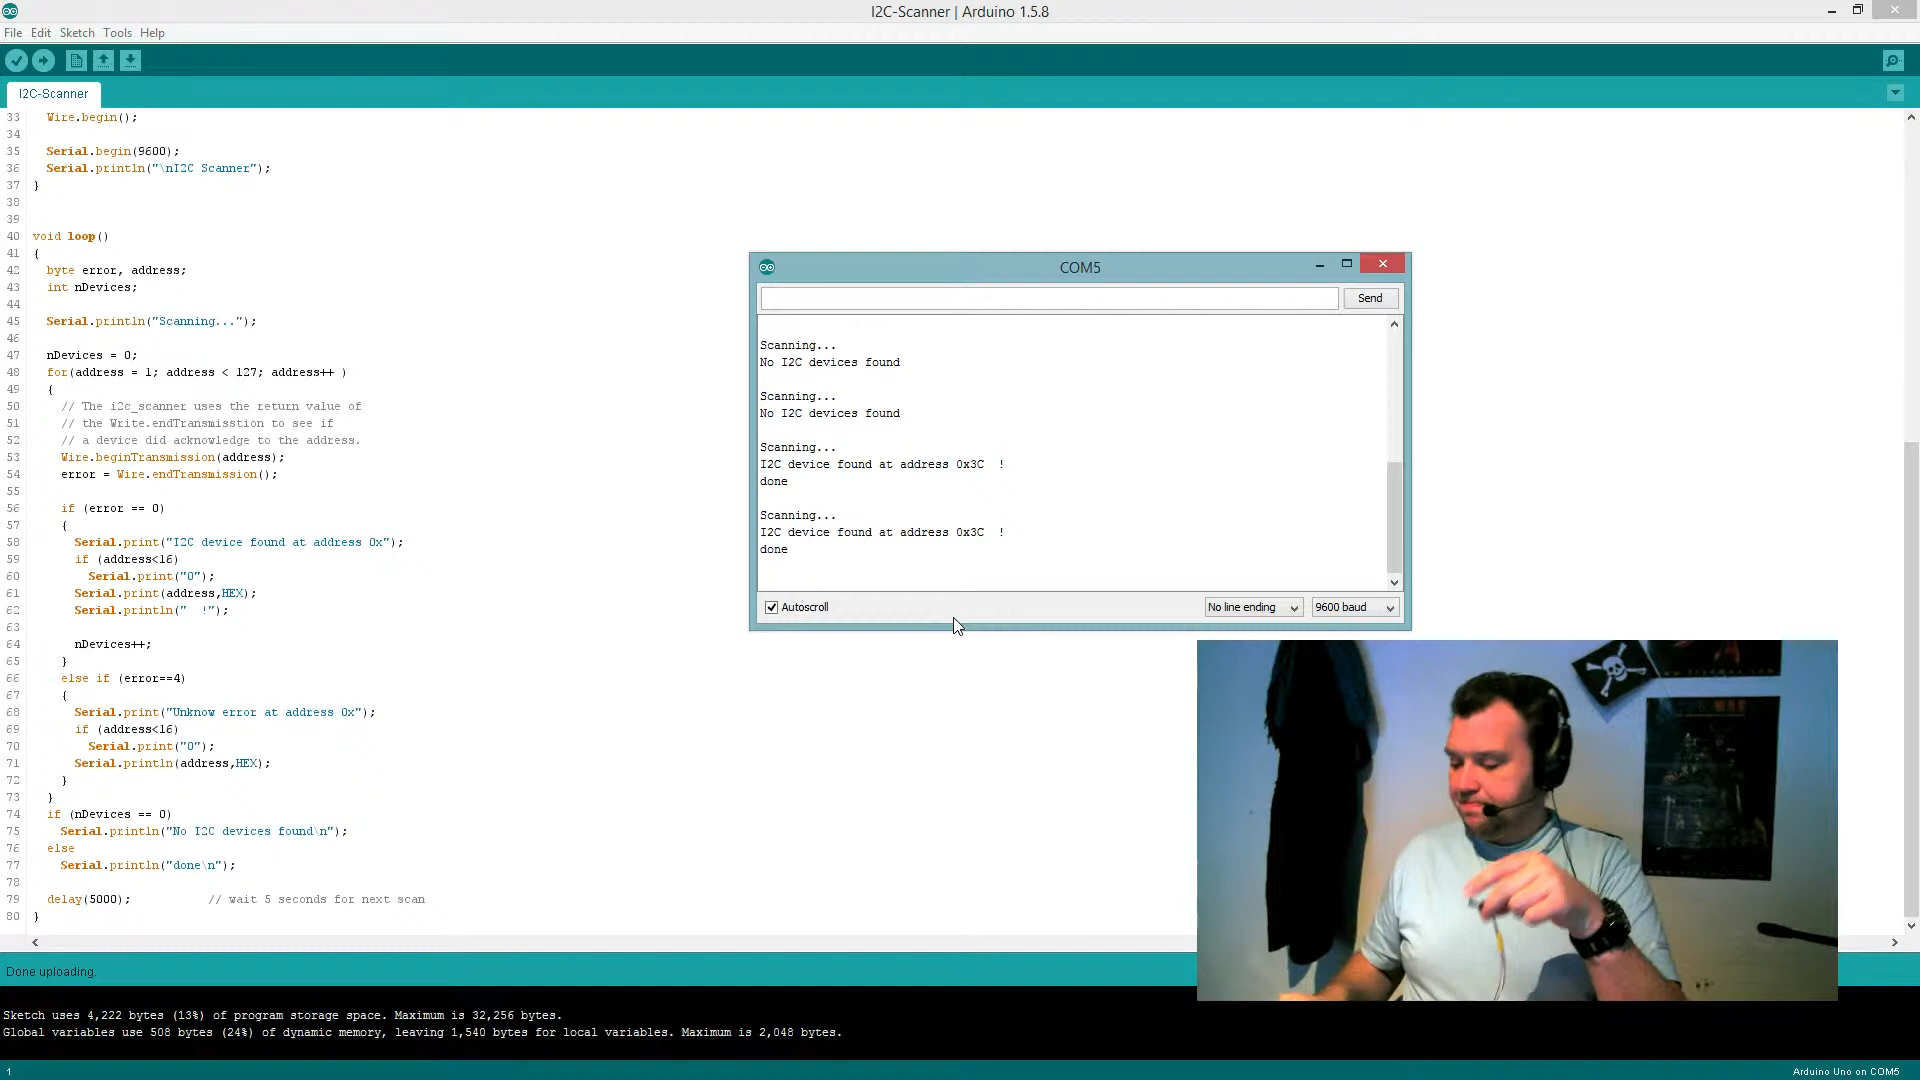 I2C-Scanner | Arduino 1.5.8
File Edit Sketch Tools Help
I2C-Scanner
33 Wire.begin();
34
35 Serial.begin(9600);
36 Serial.println("\nI2C Scanner");
37 }
38
39
40 void loop()
41 {
42 byte error, address;
43 int nDevices;
44
45 Serial.println("Scanning...");
46
47 nDevices = 0;
48 for(address = 1; address < 127; address++ )
49 {
50 // The i2c_scanner uses the return value of
51 // the Write.endTransmisstion to see if
52 // a device did acknowledge to the address.
53 Wire.beginTransmission(address);
54 error = Wire.endTransmission();
55
56 if (error == 0)
57 {
58 Serial.print("I2C device found at address 0x");
59 if (address<16)
60 Serial.print("0");
61 Serial.print(address,HEX);
62 Serial.println("  !");
63
64 nDevices++;
65 }
66 else if (error==4)
67 {
68 Serial.print("Unknow error at address 0x");
69 if (address<16)
70 Serial.print("0");
71 Serial.println(address,HEX);
72 }
73 }
74 if (nDevices == 0)
75 Serial.println("No I2C devices found\n");
76 else
77 Serial.println("done\n");
78
79 delay(5000); // wait 5 seconds for next scan
80 }
COM5
Send
Scanning...
No I2C devices found
Scanning...
No I2C devices found
Scanning...
I2C device found at address 0x3C  !
done
Scanning...
I2C device found at address 0x3C  !
done
Autoscroll
No line ending
9600 baud
Done uploading.
Sketch uses 4,222 bytes (13%) of program storage space. Maximum is 32,256 bytes.
Global variables use 508 bytes (24%) of dynamic memory, leaving 1,540 bytes for local variables. Maximum is 2,048 bytes.
1
Arduino Uno on COM5